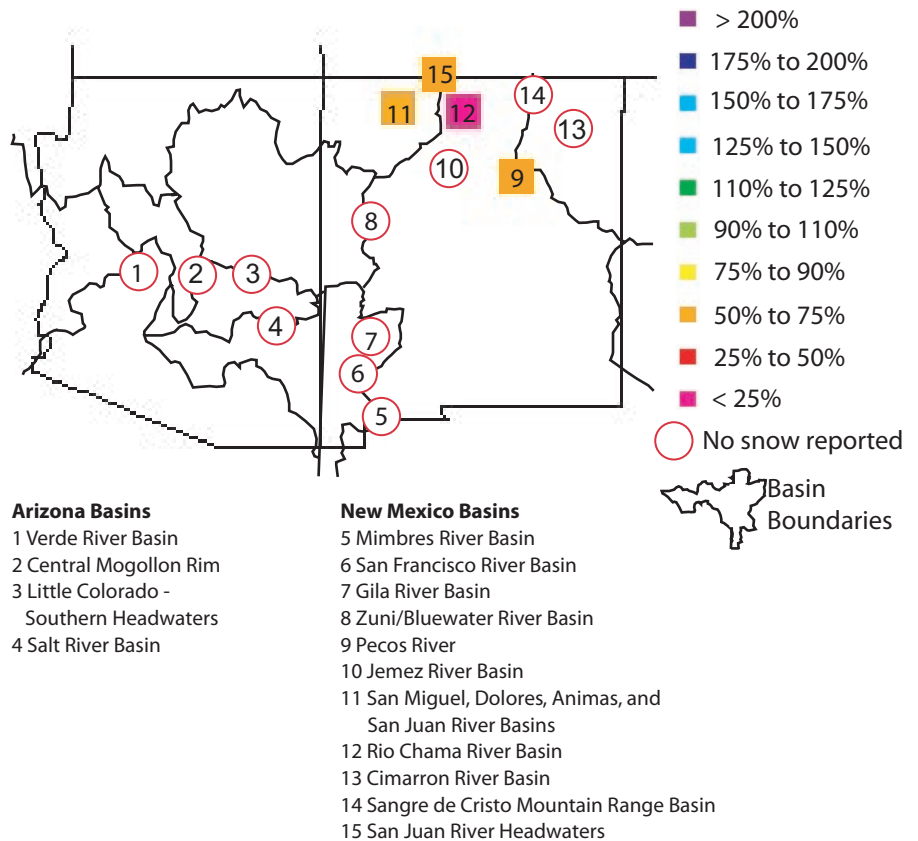 15
11
12
14
13
10
9
8
1
2
3
4
7
6
5
> 200%
175% to 200%
150% to 175%
125% to 150%
110% to 125%
90% to 110%
75% to 90%
50% to 75%
25% to 50%
< 25%
No snow reported
Basin
Boundaries
Arizona Basins
1 Verde River Basin
2 Central Mogollon Rim
3 Little Colorado -
Southern Headwaters
4 Salt River Basin
New Mexico Basins
5 Mimbres River Basin
6 San Francisco River Basin
7 Gila River Basin
8 Zuni/Bluewater River Basin
9 Pecos River
10 Jemez River Basin
11 San Miguel, Dolores, Animas, and
San Juan River Basins
12 Rio Chama River Basin
13 Cimarron River Basin
14 Sangre de Cristo Mountain Range Basin
15 San Juan River Headwaters